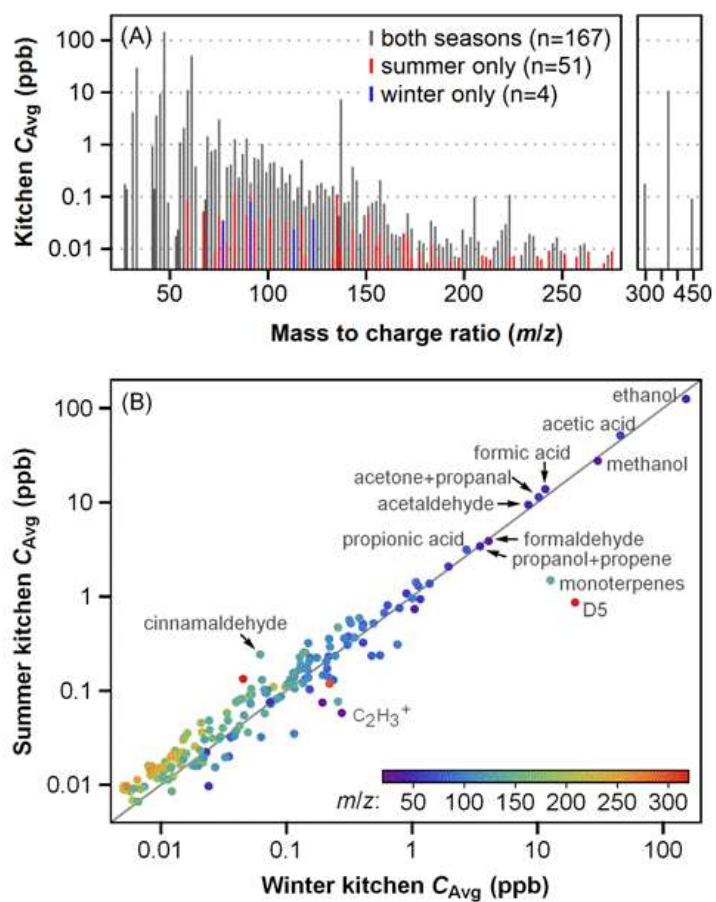 (A)
both seasons (n=167)
summer only (n=51)
winter only (n=4)
Kitchen C_Avg (ppb)
100
10
1
0.1
0.01
50
100
150
200
250
300
450
Mass to charge ratio (m/z)
(B)
ethanol
acetic acid
formic acid
methanol
acetone+propanal
acetaldehyde
propionic acid
formaldehyde
propanol+propene
monoterpenes
D5
cinnamaldehyde
C₂H₃⁺
Summer kitchen C_Avg (ppb)
100
10
1
0.1
0.01
m/z:
50
100
150
200
250
300
0.01
0.1
1
10
100
Winter kitchen C_Avg (ppb)